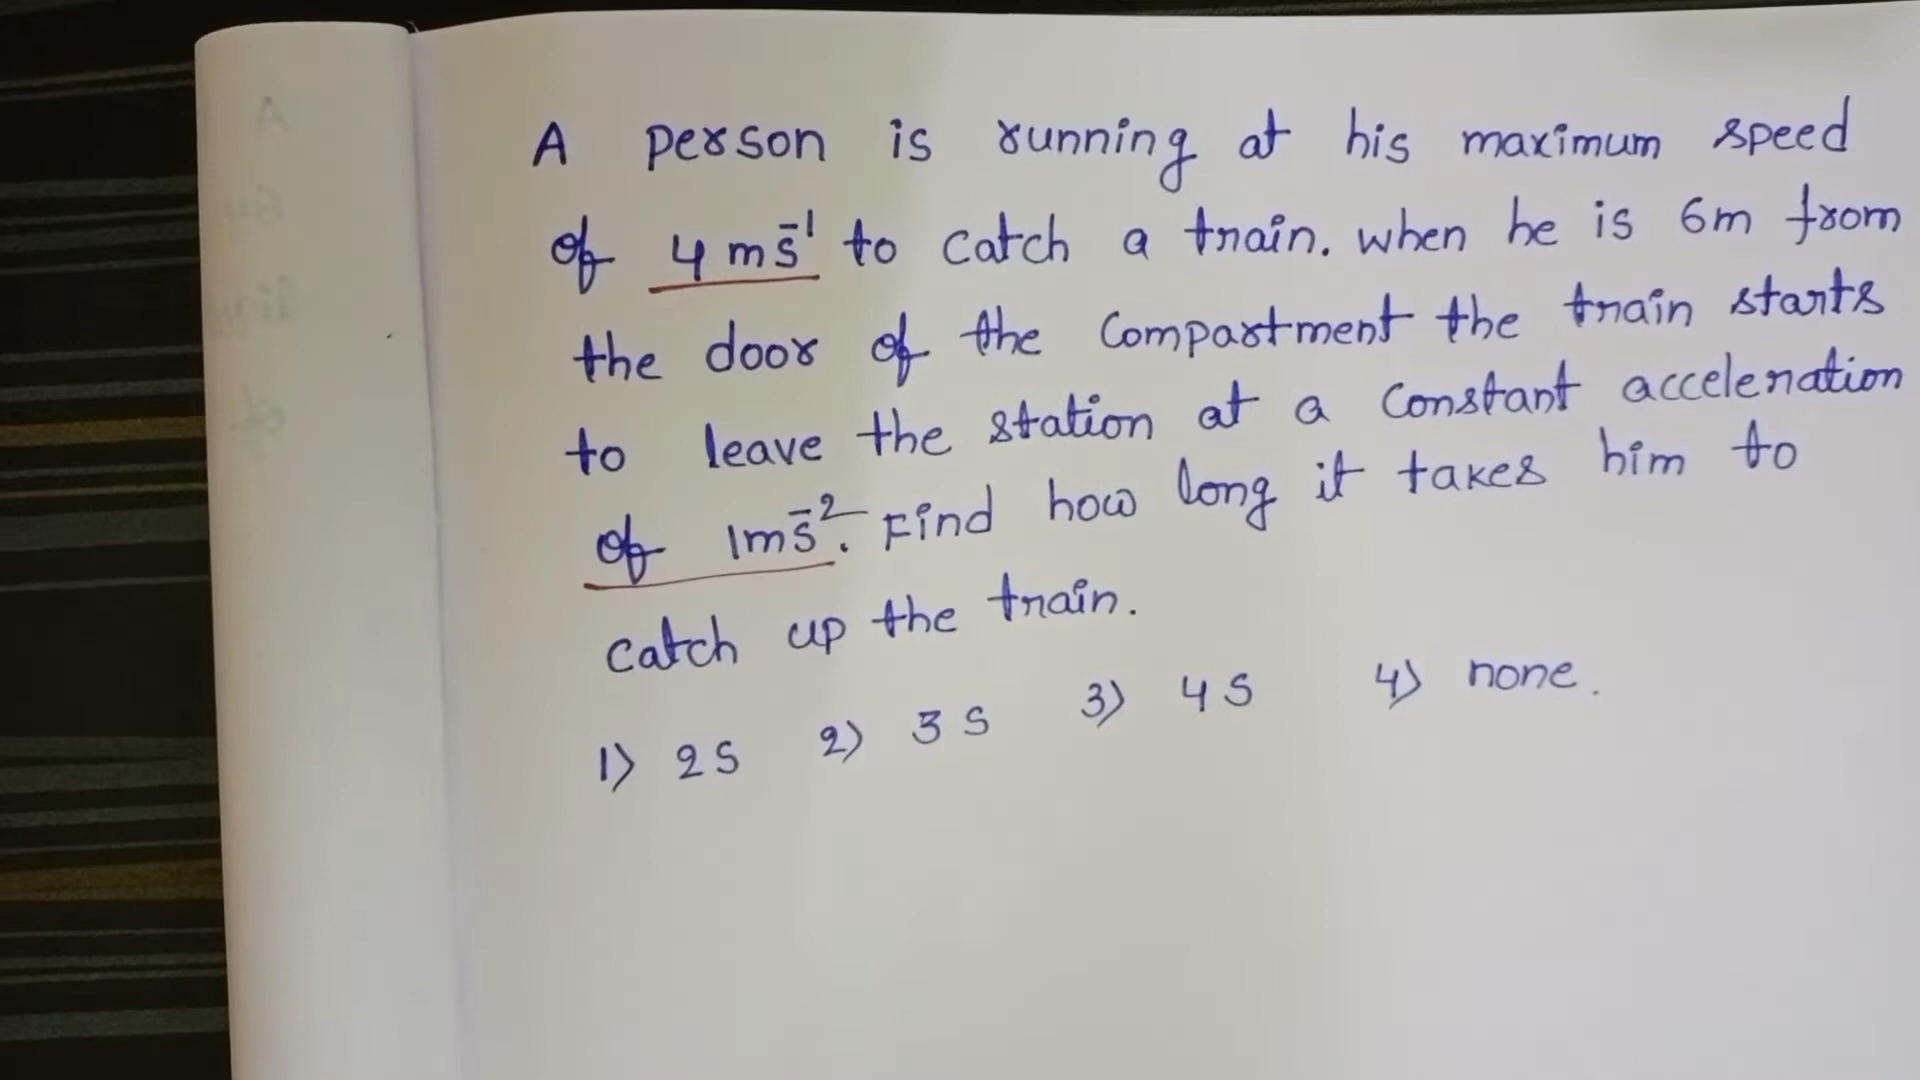 A person is running at his maximum speed
of 4 ms̄¹ to catch a train. when he is 6m from
the door of the compartment the train starts
to leave the station at a constant acceleration
of 1ms̄². Find how long it takes him to
catch up the train.
1) 2S 2) 3S 3) 4S 4) none.